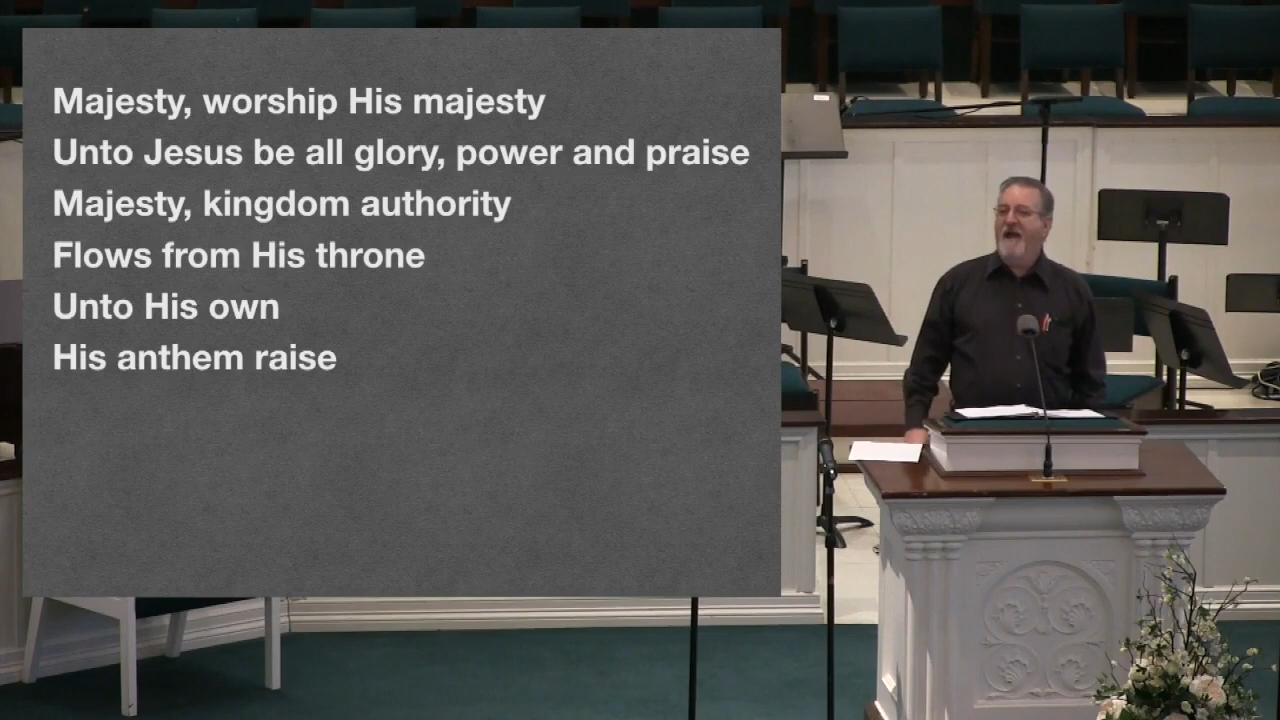 Majesty, worship His majesty
Unto Jesus be all glory, power and praise
Majesty, kingdom authority
Flows from His throne
Unto His own
His anthem raise